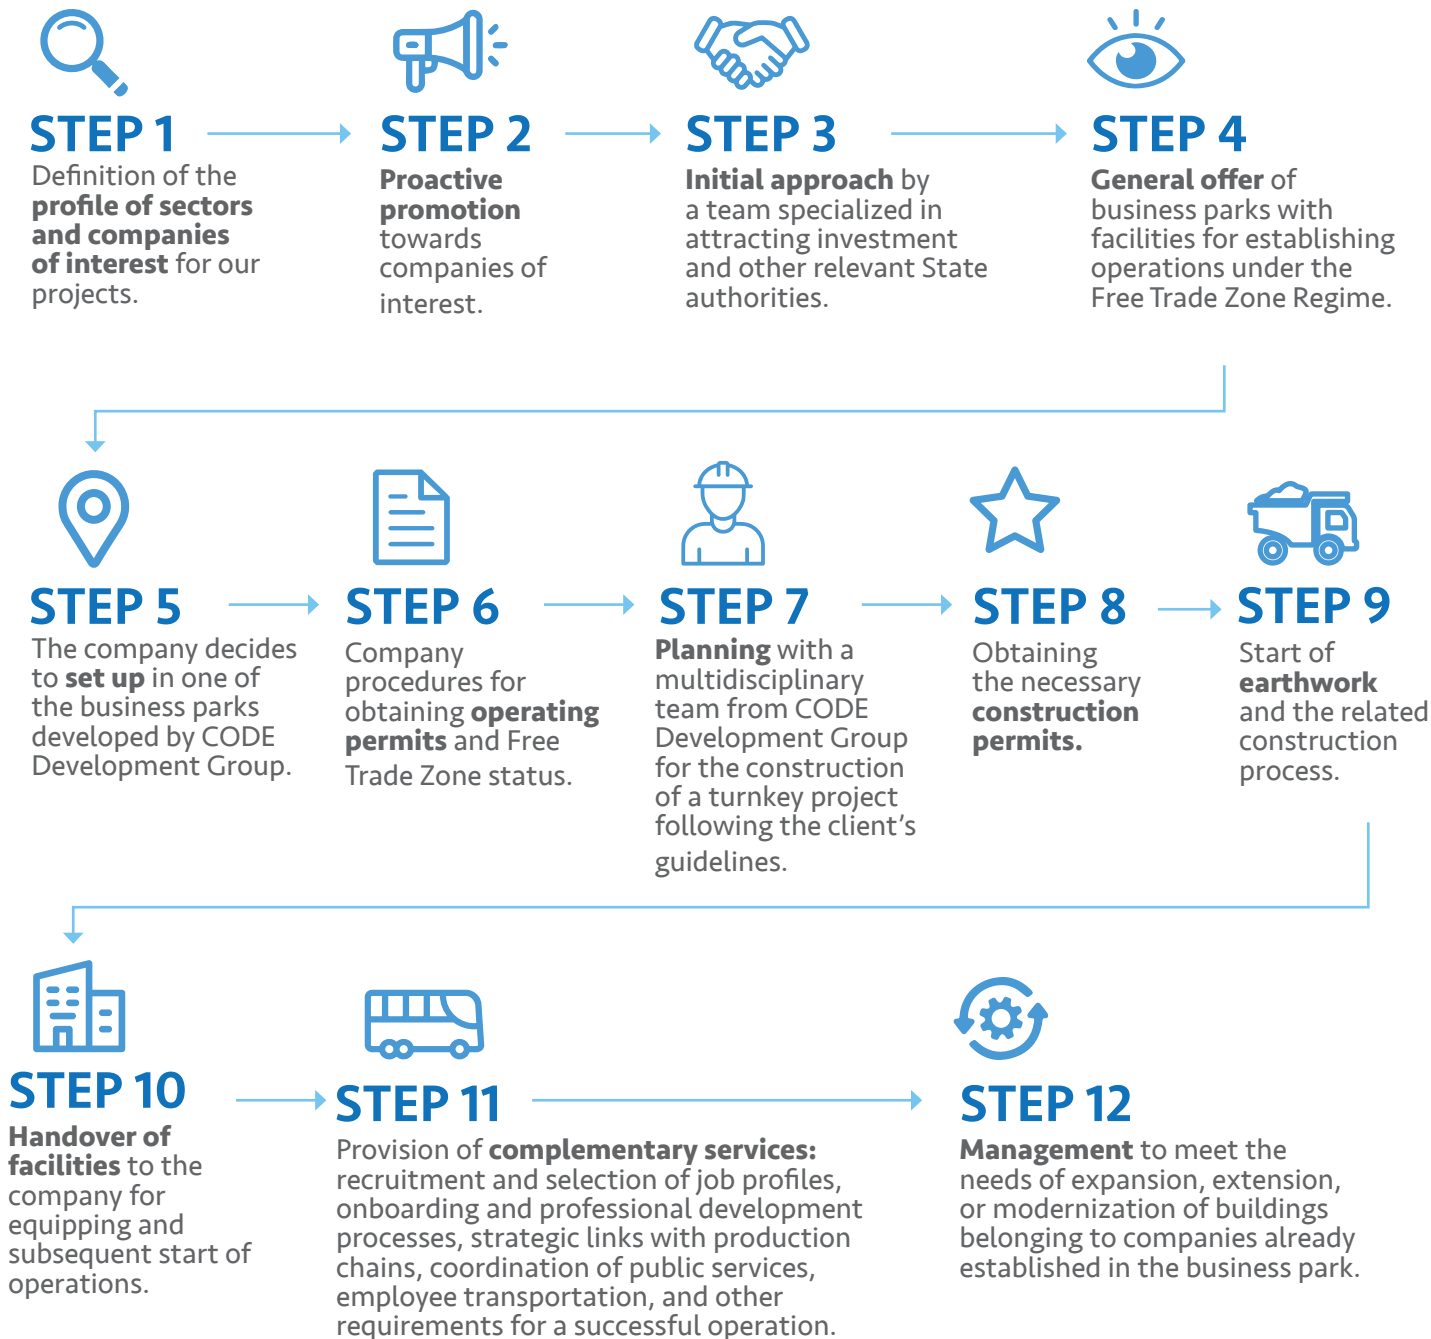 STEP 1
Definition of the
profile of sectors
and companies
of interest for our
projects.
STEP 2
Proactive
promotion
towards
companies of
interest.
STEP 3
Initial approach by
a team specialized in
attracting investment
and other relevant State
authorities.
STEP 4
General offer of
business parks with
facilities for establishing
operations under the
Free Trade Zone Regime.
STEP 5
The company decides
to set up in one of
the business parks
developed by CODE
Development Group.
STEP 6
Company
procedures for
obtaining operating
permits and Free
Trade Zone status.
STEP 7
Planning with a
multidisciplinary
team from CODE
Development Group
for the construction
of a turnkey project
following the client’s
guidelines.
STEP 8
Obtaining
the necessary
construction
permits.
STEP 9
Start of
earthwork
and the related
construction
process.
STEP 10
Handover of
facilities to the
company for
equipping and
subsequent start of
operations.
STEP 11
Provision of complementary services:
recruitment and selection of job profiles,
onboarding and professional development
processes, strategic links with production
chains, coordination of public services,
employee transportation, and other
requirements for a successful operation.
STEP 12
Management to meet the
needs of expansion, extension,
or modernization of buildings
belonging to companies already
established in the business park.